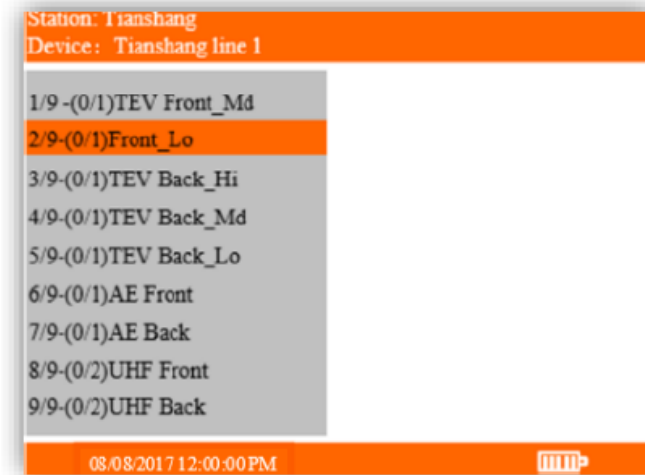 Station: Tianshang
Device： Tianshang line 1
1/9 -(0/1)TEV Front_Md
2/9-(0/1)Front_Lo
3/9-(0/1)TEV Back_Hi
4/9-(0/1)TEV Back_Md
5/9-(0/1)TEV Back_Lo
6/9-(0/1)AE Front
7/9-(0/1)AE Back
8/9-(0/2)UHF Front
9/9-(0/2)UHF Back
08/08/2017 12:00:00 PM